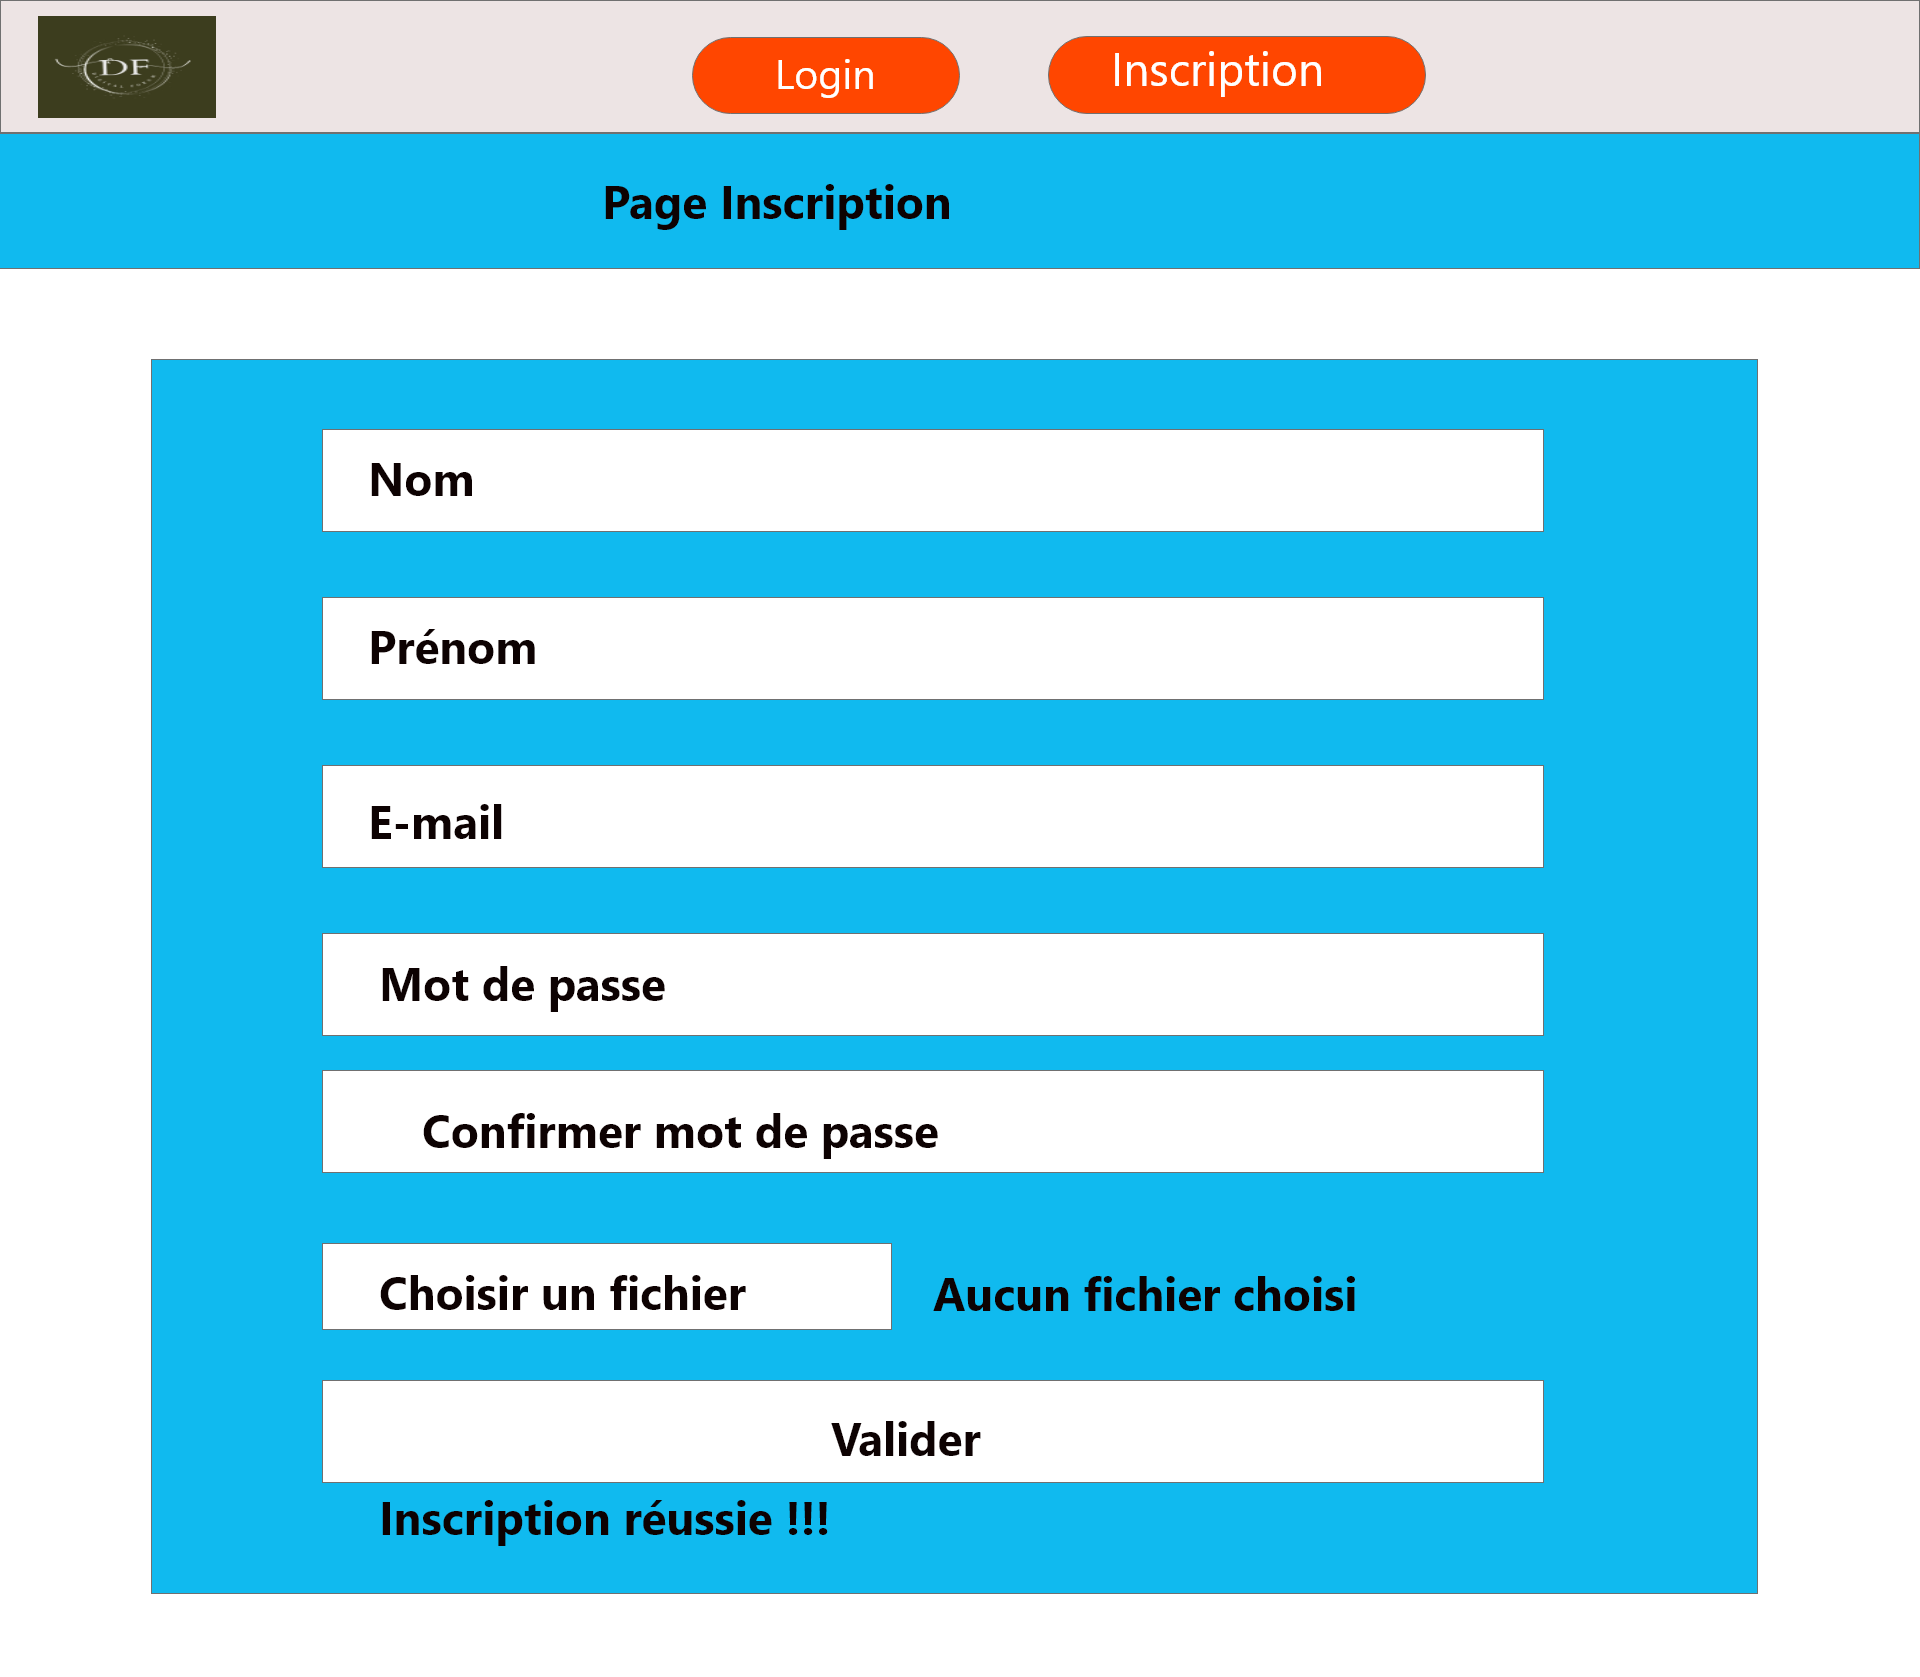 DF
Login
Inscription
Page Inscription
Nom
Prénom
E-mail
Mot de passe
Confirmer mot de passe
Choisir un fichier
Aucun fichier choisi
Valider
Inscription réussie !!!